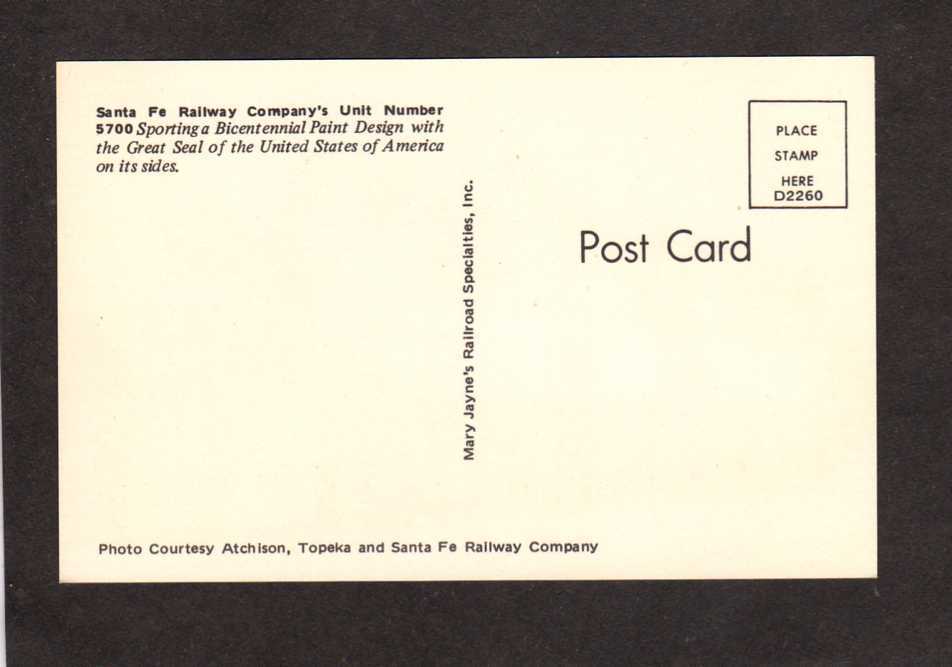 Santa Fe Railway Company's Unit Number
5700 Sporting a Bicentennial Paint Design with
the Great Seal of the United States of America
on its sides.
Mary Jayne's Railroad Specialties, Inc.
PLACE
STAMP
HERE
D2260
Post Card
Photo Courtesy Atchison, Topeka and Santa Fe Railway Company